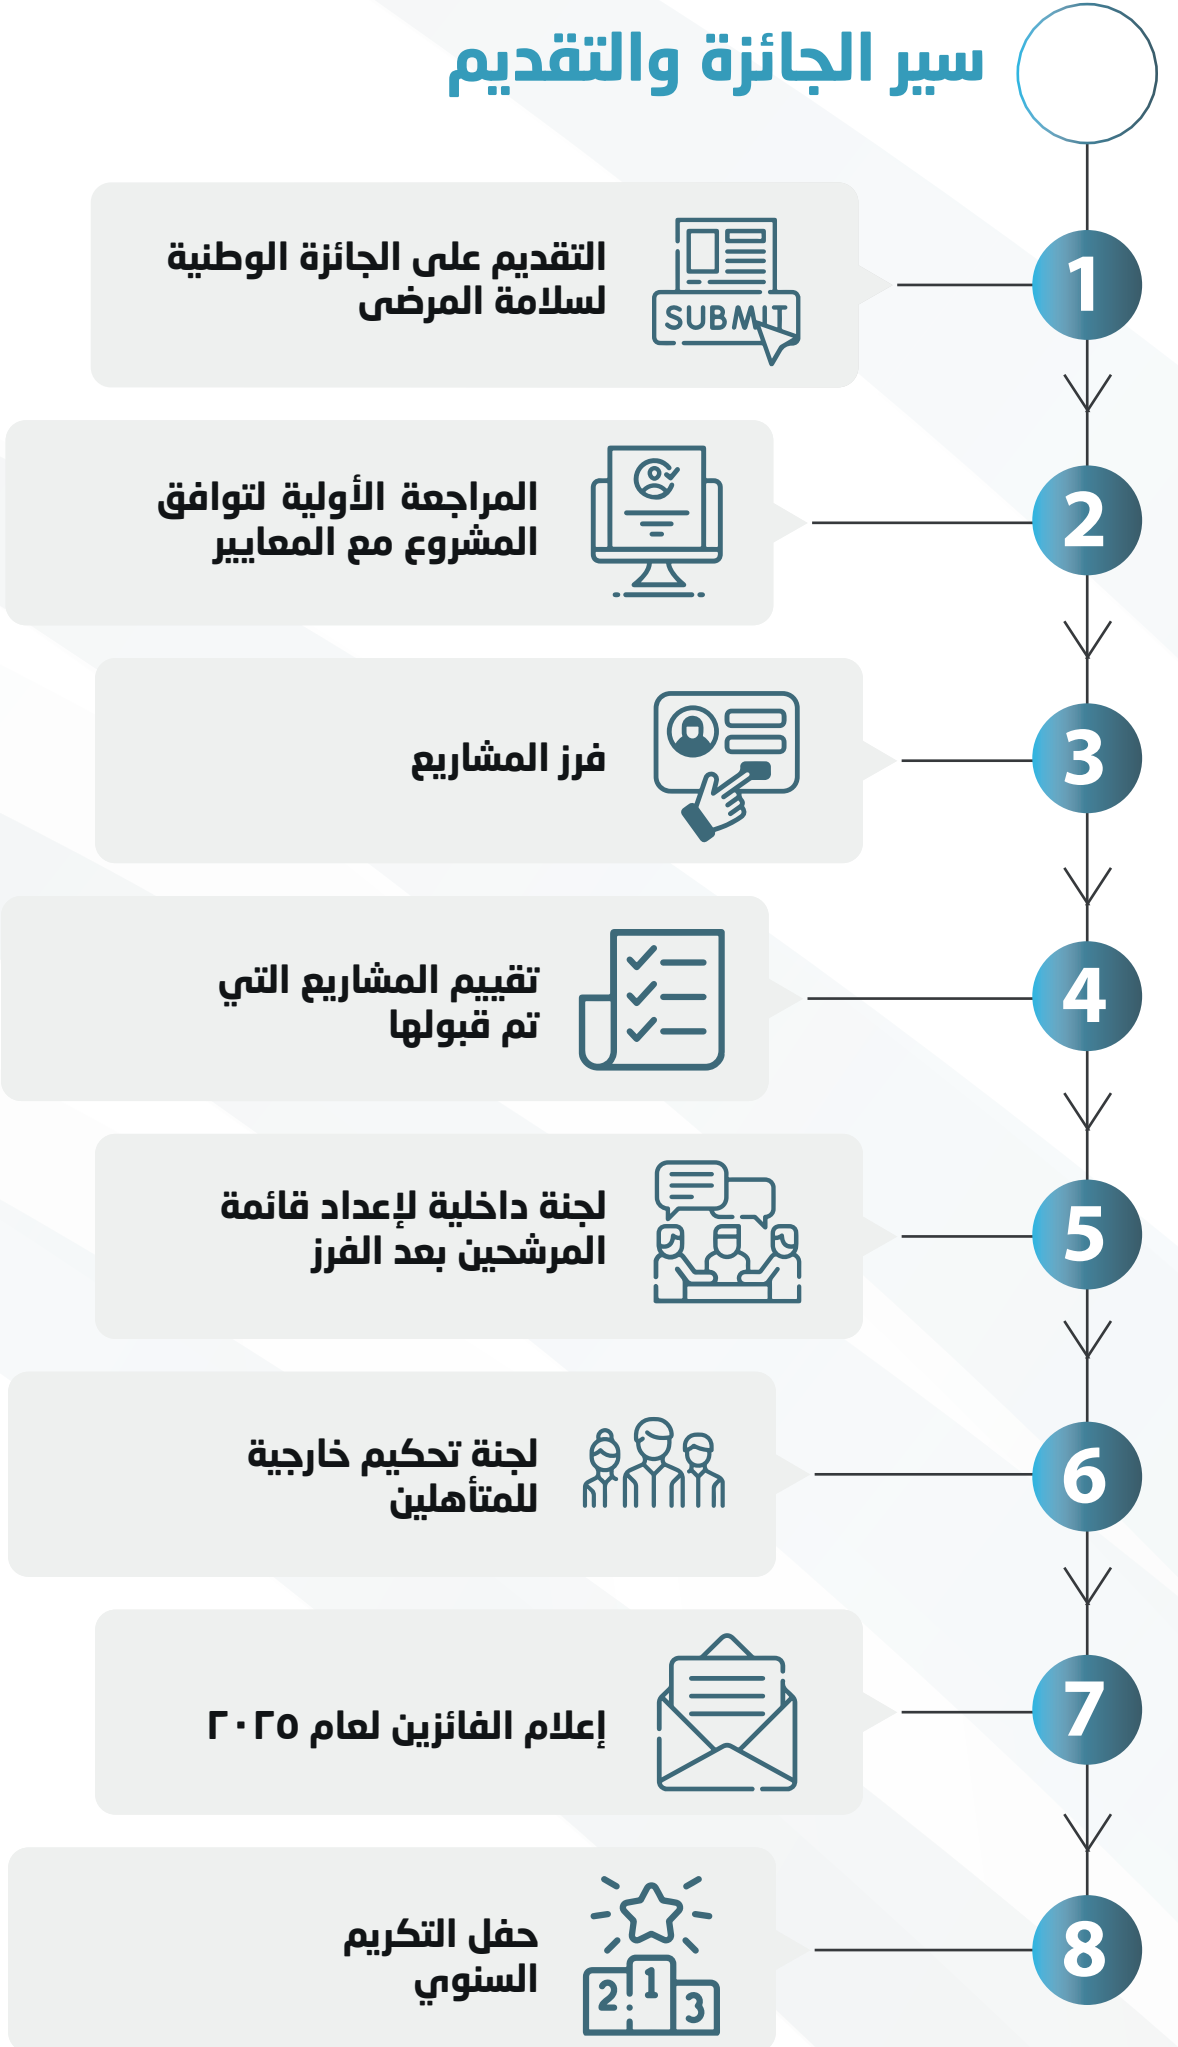 سير الجائزة والتقديم
1
التقديم على الجائزة الوطنية
لسلامة المرضى
SUBMIT
2
المراجعة الأولية لتوافق
المشروع مع المعايير
3
فرز المشاريع
4
تقييم المشاريع التي
تم قبولها
5
لجنة داخلية لإعداد قائمة
المرشحين بعد الفرز
6
لجنة تحكيم خارجية
للمتأهلين
7
إعلام الفائزين لعام ٢٠٢٥
8
حفل التكريم
السنوي
2 1 3